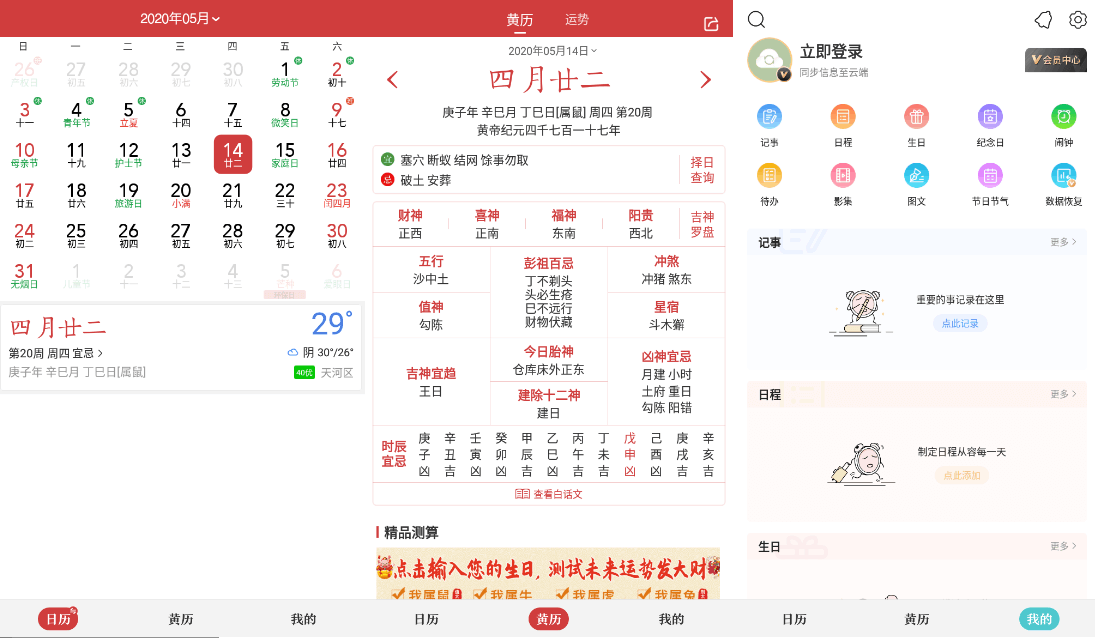 2020年05月
日 一 二 三 四 五 六
26 27 28 29 30 1 2
初五 初六 初七 初八 劳动节 初十
休 休
3 4 5 6 7 8 9
十一 青年节 立夏 十四 十五 微笑日 十七
休 休 班
10 11 12 13 14 15 16
母亲节 十九 护士节 廿一 廿二 家庭日 廿四
17 18 19 20 21 22 23
廿五 廿六 旅游日 小满 廿九 三十 闰四月
24 25 26 27 28 29 30
初二 初三 初四 初五 初六 初七 初八
31 1 2 3 4 5 6
无烟日 儿童节 十一 十二 十三 芒种
四月廿二
29°
第20周 周四 宜忌
阴 30°/26°
庚子年 辛巳月 丁巳日[属鼠]
40优 天河区
日历 黄历 我的
黄历 运势
2020年05月14日
四月廿二
庚子年 辛巳月 丁巳日[属鼠] 周四 第20周
黄帝纪元四千七百一十七年
宜 塞穴 断蚁 结网 馀事勿取
忌 破土 安葬
择日
查询
财神 喜神 福神 阳贵
正西 正南 东南 西北
吉神
罗盘
五行
沙中土
彭祖百忌
丁不剃头
头必生疮
巳不远行
财物伏藏
冲煞
冲猪 煞东
值神
勾陈
星宿
斗木獬
吉神宜趋
王日
今日胎神
仓库床外正东
建除十二神
建日
凶神宜忌
月建 小时
土府 重日
勾陈 阳错
时辰
宜忌
庚 辛 壬 癸 甲 乙 丙 丁 戊 己 庚 辛
子 丑 寅 卯 辰 巳 午 未 申 酉 戌 亥
凶 吉 凶 凶 吉 凶 吉 吉 凶 凶 吉 吉
查看白话文
精品测算
点击输入您的生日,测试未来运势发大财
我属鼠 我属牛 我属虎 我属兔
日历 黄历 我的
立即登录
同步信息至云端
V会员中心
记事 日程 生日 纪念日 闹钟
待办 影集 图文 节日节气 数据恢复
记事
更多
重要的事记录在这里
点此记录
日程
更多
制定日程从容每一天
点此添加
生日
更多
日历 黄历 我的